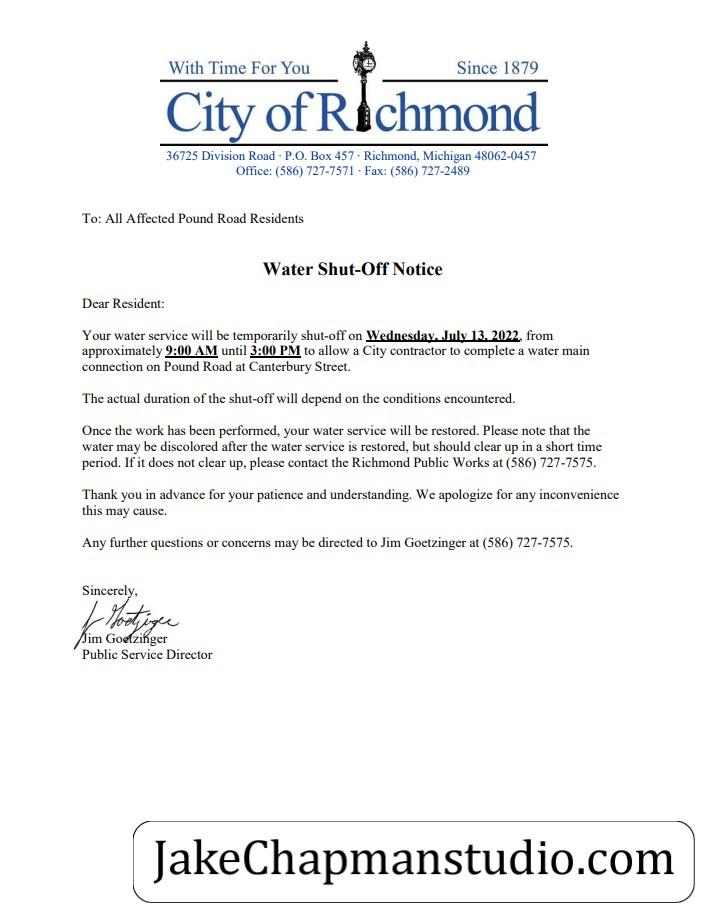 With Time For You Since 1879
City of Richmond
36725 Division Road · P.O. Box 457 · Richmond, Michigan 48062-0457
Office: (586) 727-7571 · Fax: (586) 727-2489
To: All Affected Pound Road Residents
Water Shut-Off Notice
Dear Resident:
Your water service will be temporarily shut-off on Wednesday, July 13, 2022, from
approximately 9:00 AM until 3:00 PM to allow a City contractor to complete a water main
connection on Pound Road at Canterbury Street.
The actual duration of the shut-off will depend on the conditions encountered.
Once the work has been performed, your water service will be restored. Please note that the
water may be discolored after the water service is restored, but should clear up in a short time
period. If it does not clear up, please contact the Richmond Public Works at (586) 727-7575.
Thank you in advance for your patience and understanding. We apologize for any inconvenience
this may cause.
Any further questions or concerns may be directed to Jim Goetzinger at (586) 727-7575.
Sincerely,
J Goetzinger
Jim Goetzinger
Public Service Director
JakeChapmanstudio.com